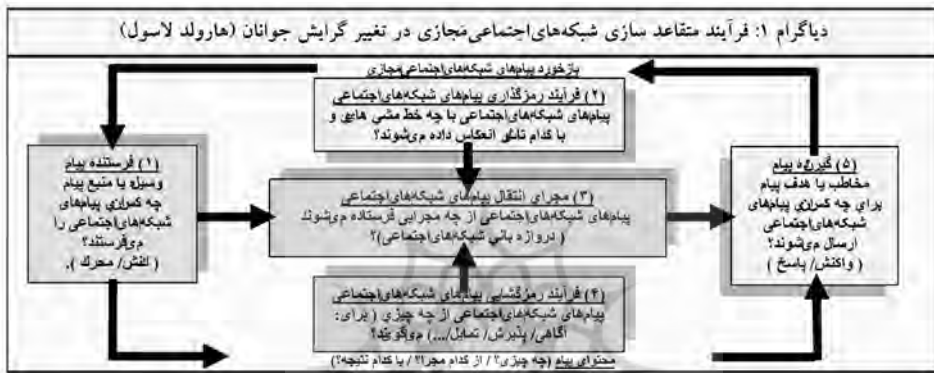 دیاگرام ۱: فرآیند متقاعد سازی شبکه‌های‌اجتماعی‌مجازی در تغییر گرایش جوانان (هارولد لاسول)
بازخورد پیام‌های شبکه‌های‌اجتماعی‌مجازی
(۲) فرآیند رمزگذاری پیام‌های شبکه‌های‌اجتماعی
پیام‌های شبکه‌های‌اجتماعی با چه خط مشی هایی و
با کدام تاثیر انعکاس داده می‌شوند؟
(۱) فرستنده پیام
وسیله یا منبع پیام
چه کسانی پیام‌های
شبکه‌های‌اجتماعی را
می‌فرستند؟
( کنش/ محرک ).
(۳) مجرای انتقال پیام‌های شبکه‌های‌اجتماعی
پیام‌های شبکه‌های‌اجتماعی از چه مجرایی فرستاده می‌شوند
( دروازه بانی شبکه‌های‌اجتماعی)؟
(۵) گیرنده پیام
مخاطب یا هدف پیام
برای چه کسانی پیام‌های
شبکه‌های‌اجتماعی
ارسال می‌شوند؟
( واکنش/ پاسخ )
(۴) فرآیند رمزگشایی پیام‌های شبکه‌های‌اجتماعی
پیام‌های شبکه‌های‌اجتماعی از چه چیزی ( برای:
آگاهی/ پذیرش/ تمایل/...) می‌گویند؟
محتوای پیام (چه چیزی؟ / از کدام مجرا؟ / با کدام نتیجه؟)